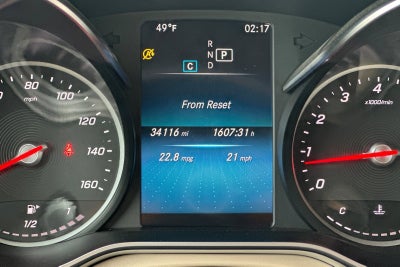 49°F 02:17
R
N P
C D
From Reset
34116 mi 1607:31 h
22.8 mpg 21 mph
80 100
mph
120
140
160
1/2 1
4
3 x1000/min
2
1
0
C